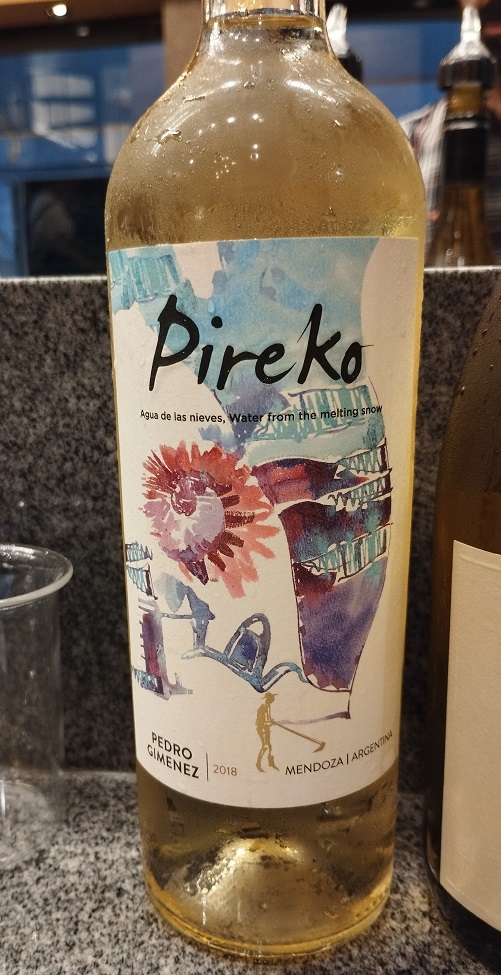 Pireko
Agua de las nieves, Water from the melting snow
PEDRO
GIMENEZ | 2018
MENDOZA | ARGENTINA